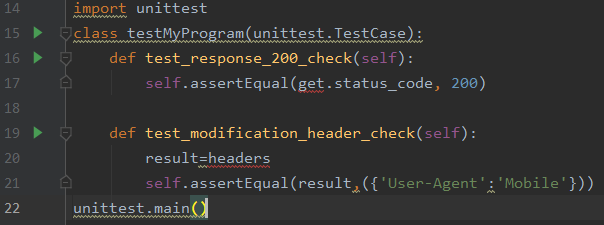 14 import unittest
15 class testMyProgram(unittest.TestCase):
16     def test_response_200_check(self):
17         self.assertEqual(get.status_code, 200)
18
19     def test_modification_header_check(self):
20         result=headers
21         self.assertEqual(result,({'User-Agent':'Mobile'}))
22 unittest.main()